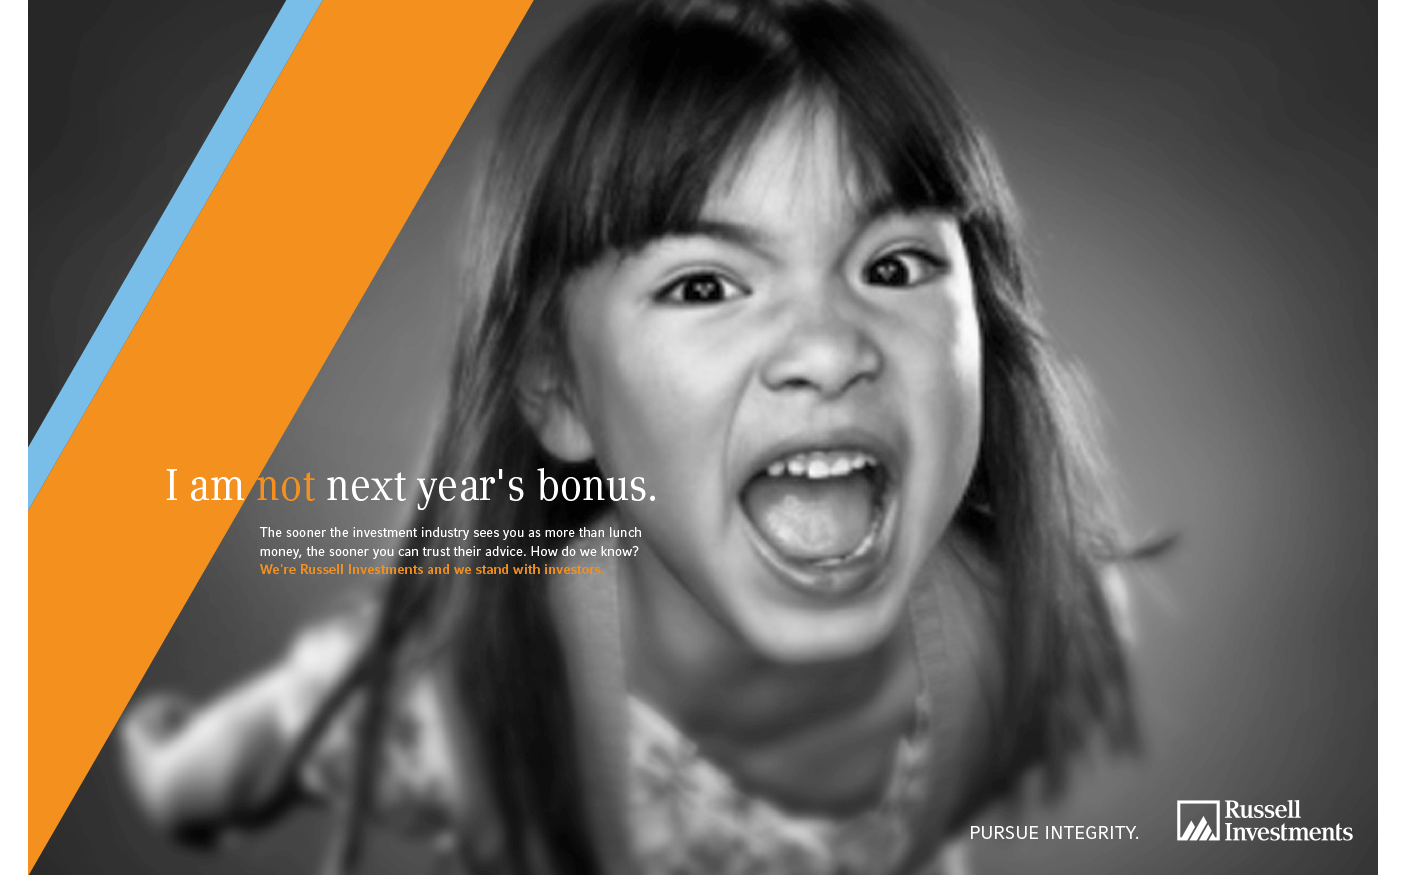 I am not next year's bonus.
The sooner the investment industry sees you as more than lunch
money, the sooner you can trust their advice. How do we know?
We're Russell Investments and we stand with investors.
PURSUE INTEGRITY.
Russell
Investments